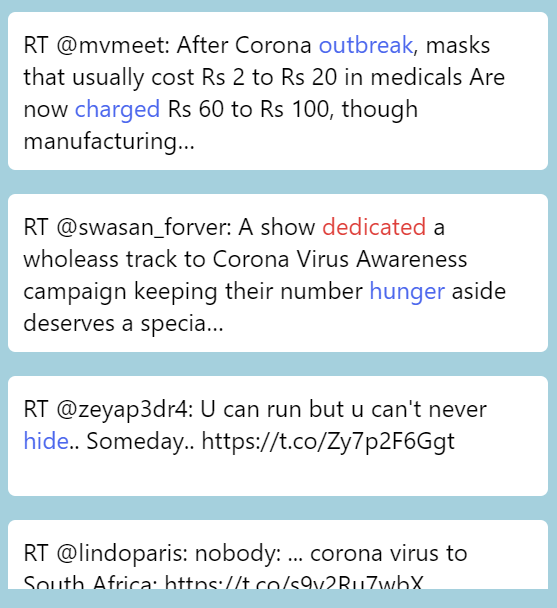 RT @mvmeet: After Corona outbreak, masks
that usually cost Rs 2 to Rs 20 in medicals Are
now charged Rs 60 to Rs 100, though
manufacturing...
RT @swasan_forver: A show dedicated a
wholeass track to Corona Virus Awareness
campaign keeping their number hunger aside
deserves a specia...
RT @zeyap3dr4: U can run but u can't never
hide.. Someday.. https://t.co/Zy7p2F6Ggt
RT @lindoparis: nobody: ... corona virus to
South Africa: https://t.co/s9v2Ru7wbX